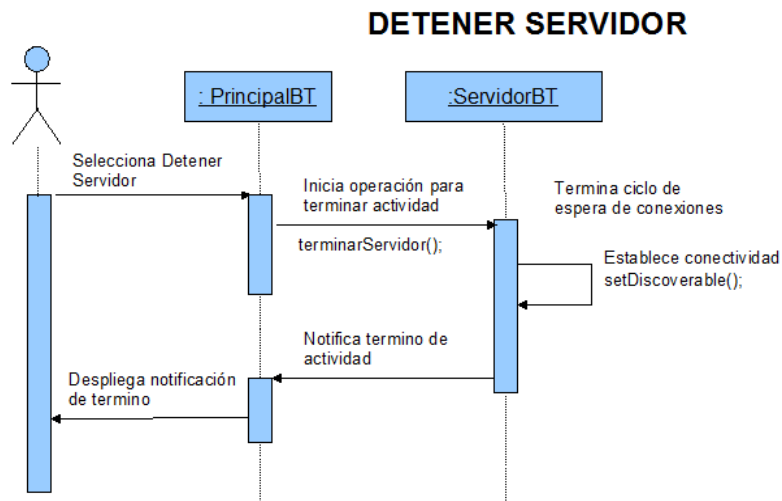 DETENER SERVIDOR
: PrincipalBT
:ServidorBT
Selecciona Detener
Servidor
Inicia operación para
terminar actividad
terminarServidor();
Termina ciclo de
espera de conexiones
Establece conectividad
setDiscoverable();
Notifica termino de
actividad
Despliega notificación
de termino